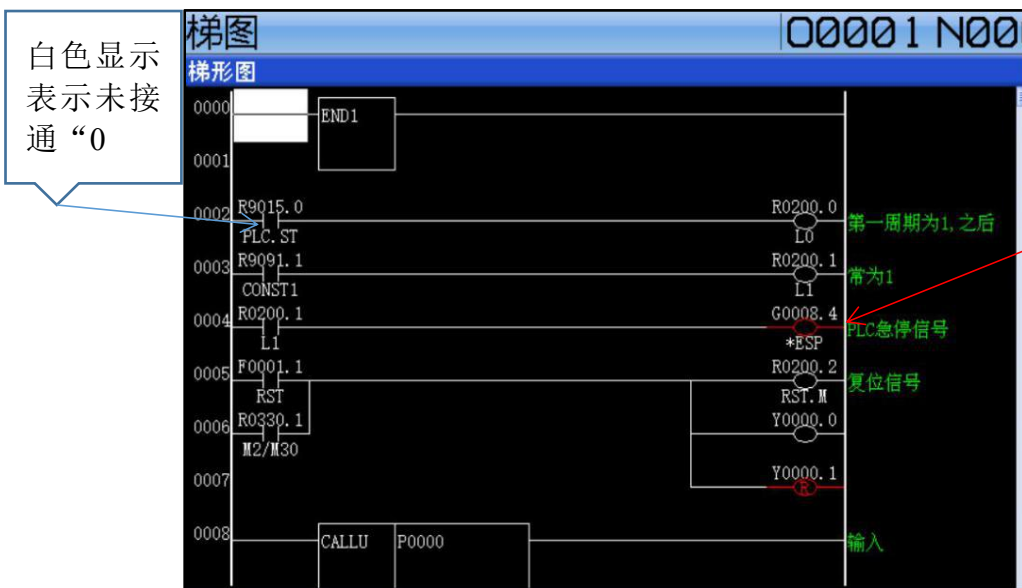 白色显示
表示未接
通“0
梯图
O0001 N00
梯形图
0000
END1
0001
0002
R9015.0
PLC.ST
R0200.0
L0
第一周期为1,之后
0003
R9091.1
CONST1
R0200.1
L1
常为1
0004
R0200.1
L1
G0008.4
*ESP
PLC急停信号
0005
F0001.1
RST
R0200.2
RST.M
复位信号
0006
R0330.1
M2/M30
Y0000.0
0007
Y0000.1
R
0008
CALLU
P0000
输入